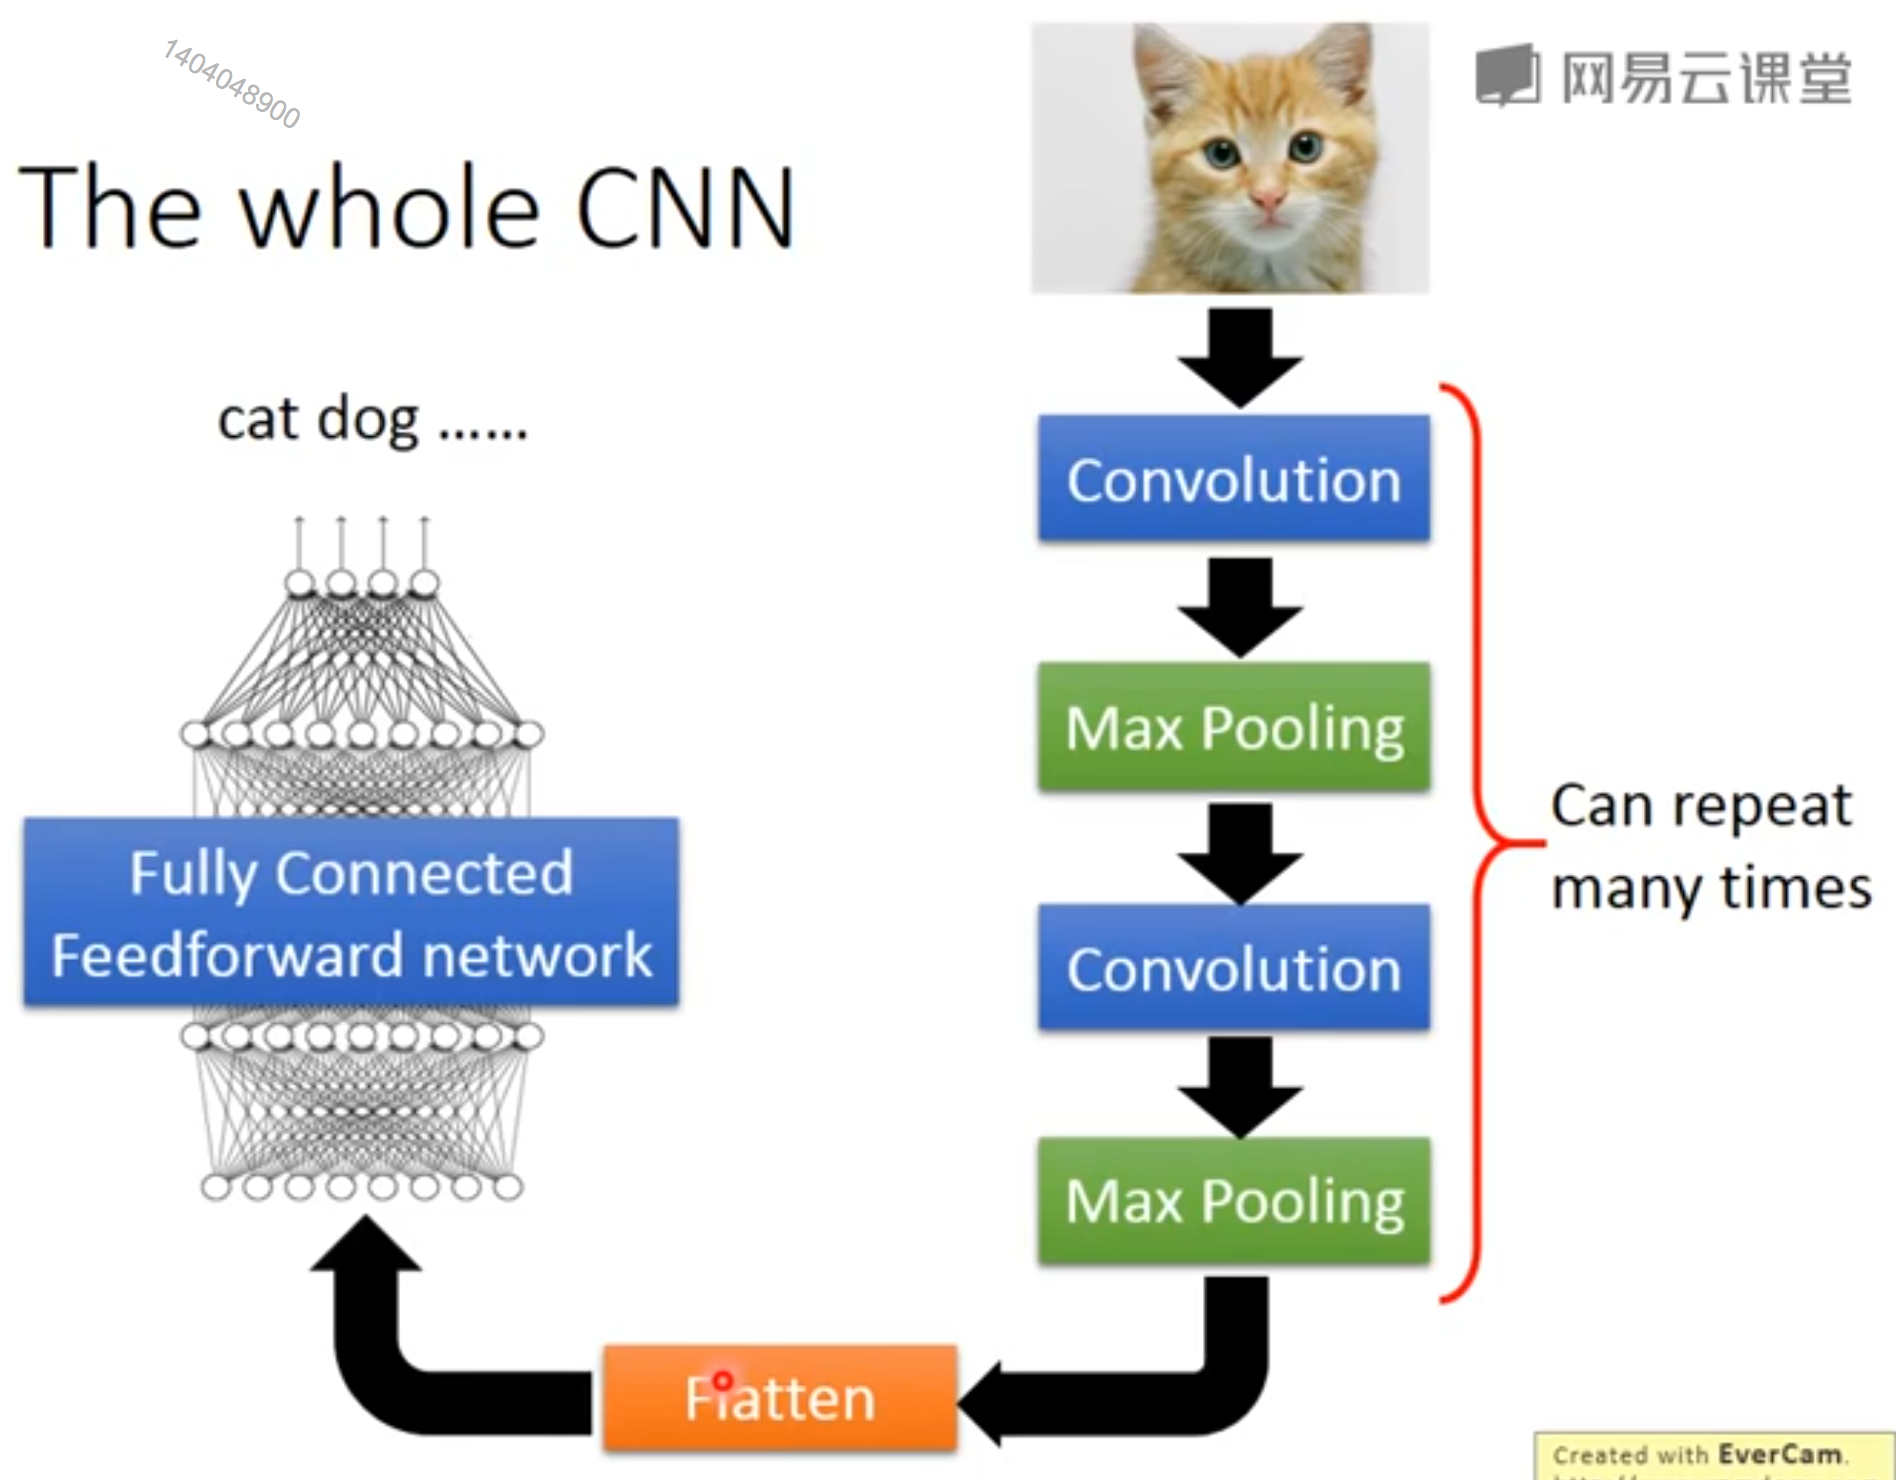 1404048900
网易云课堂
The whole CNN
cat dog ......
Convolution
Max Pooling
Can repeat
many times
Fully Connected
Feedforward network
Convolution
Max Pooling
Flatten
Created with EverCam.